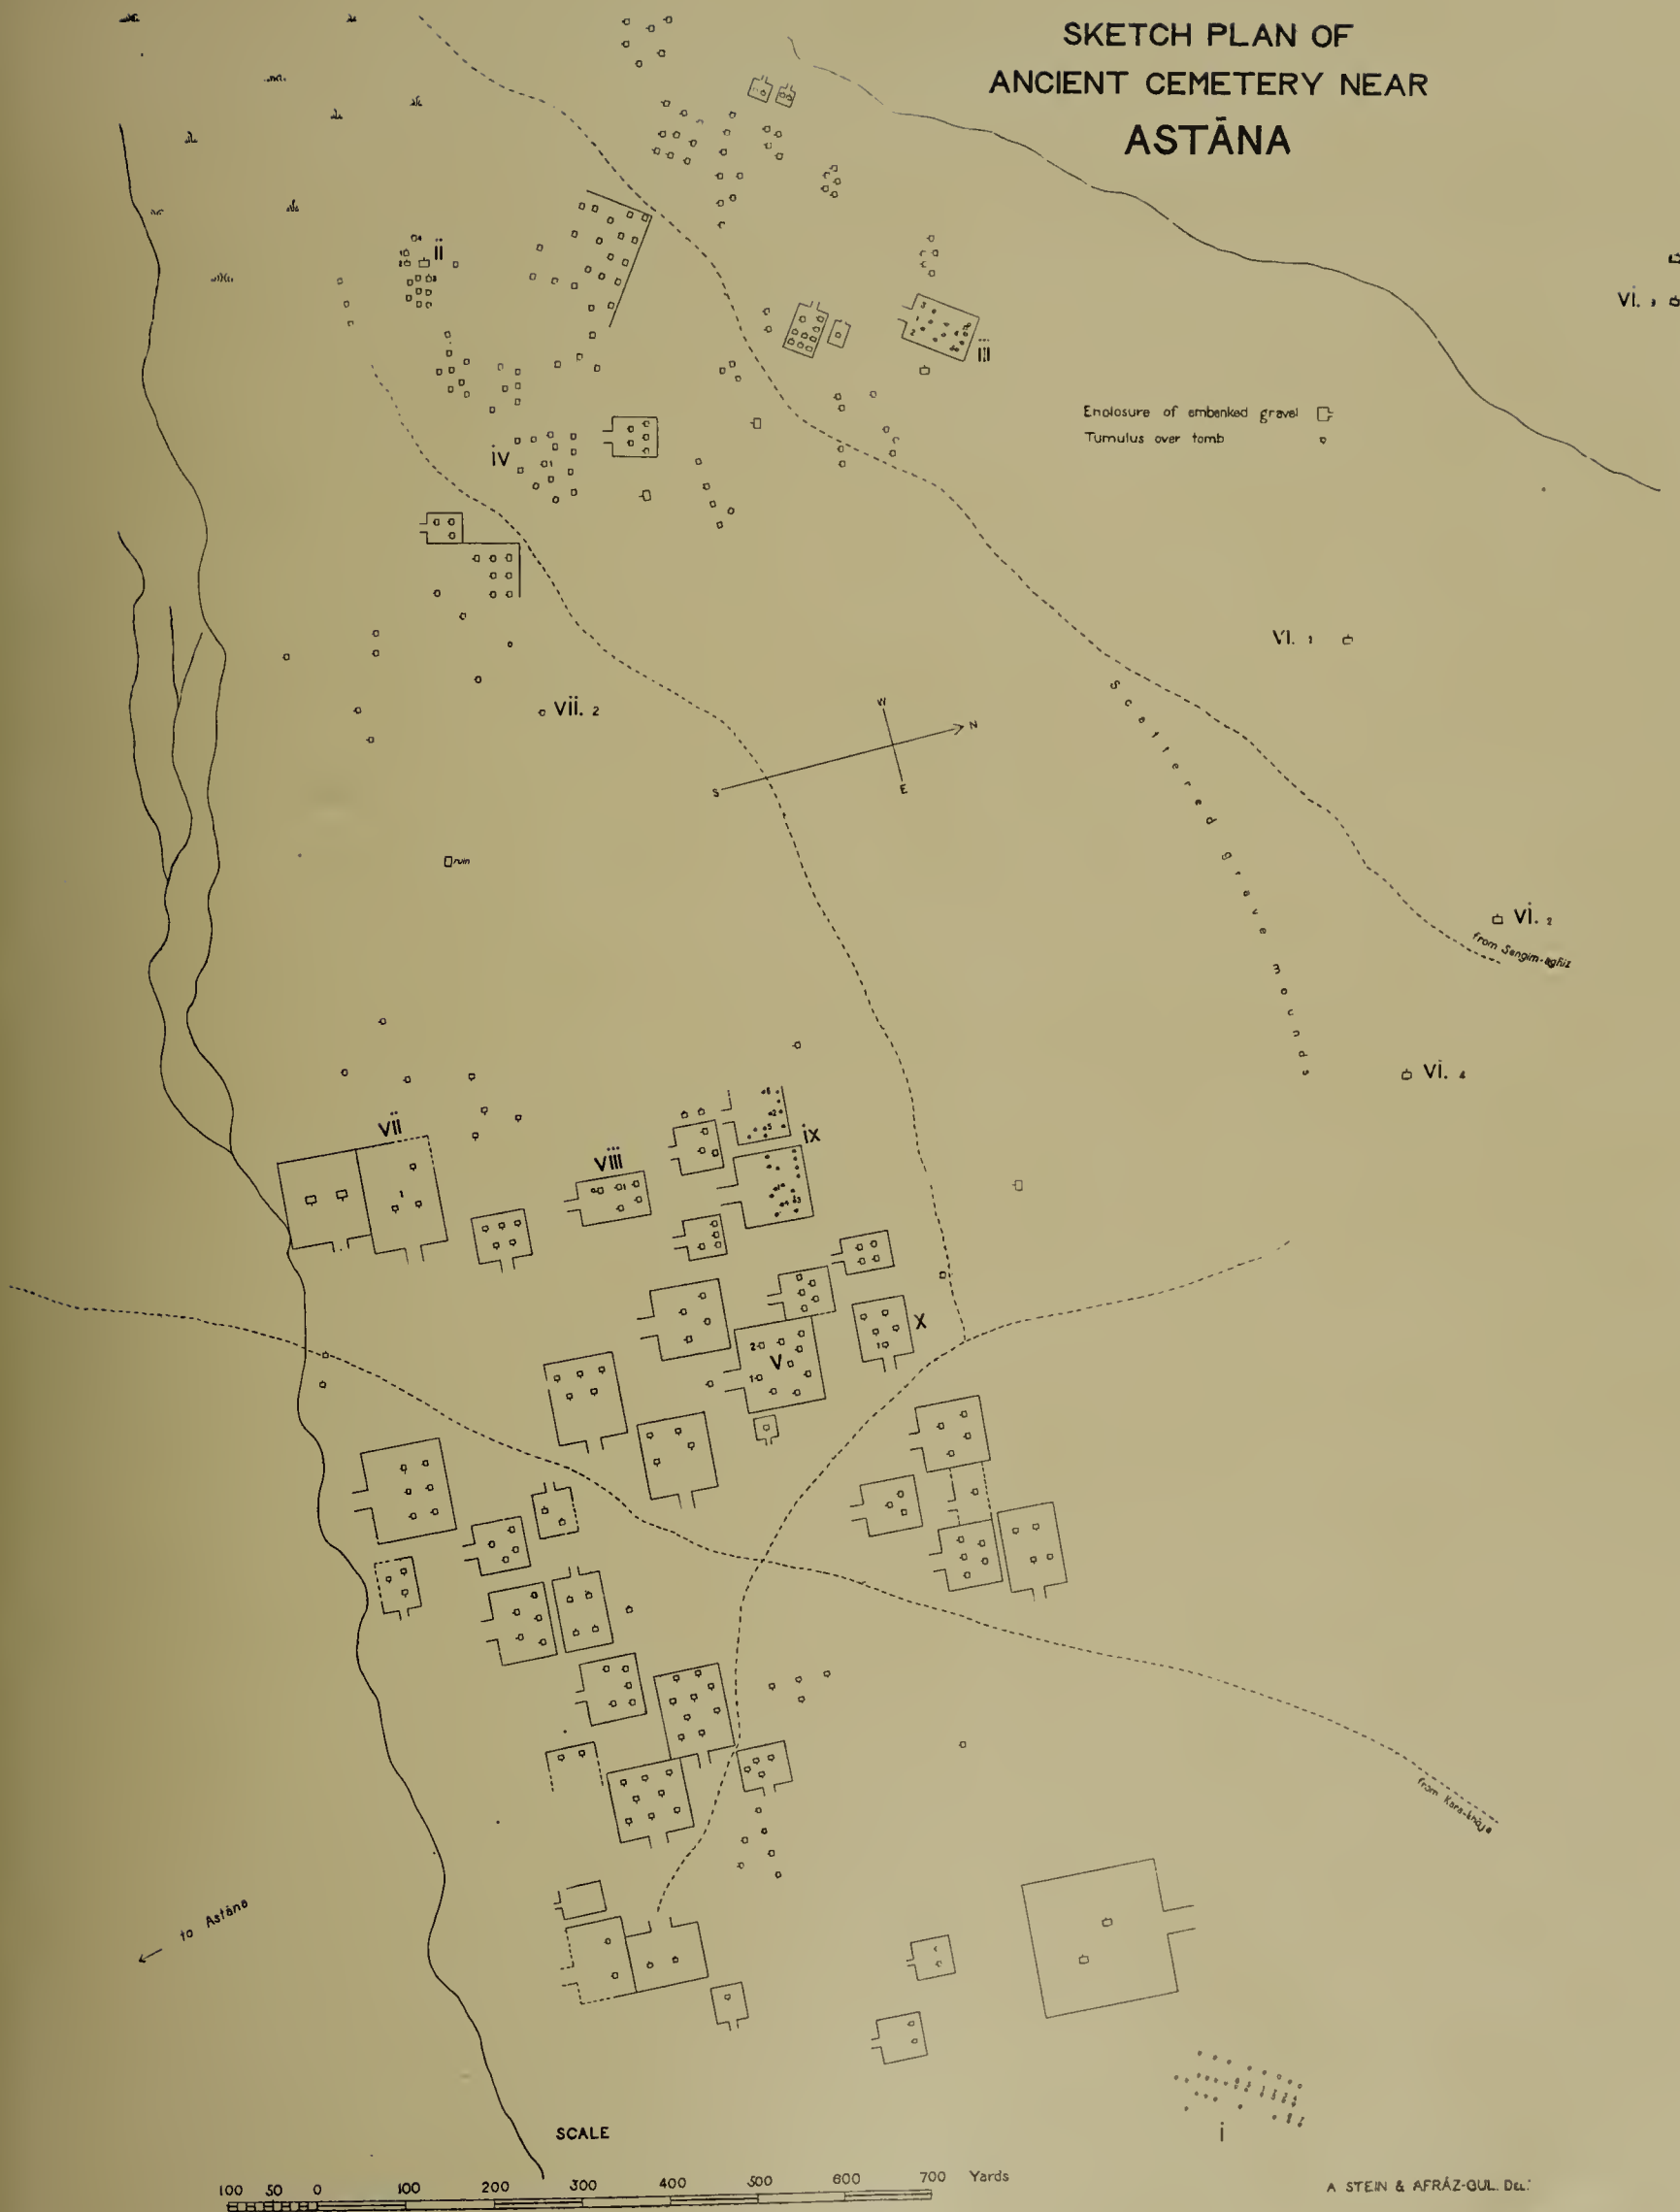 SKETCH PLAN OF
ANCIENT CEMETERY NEAR
ASTĀNA
ii
iii
iv
Enclosure of embanked gravel
Tumulus over tomb
Vi. 3
Vi. 1
Vii. 2
W
N
S
E
Scattered grave mounds
ruin
Vi. 2
from Sengim-aghiz
Vi. 4
Vii
Viii
ix
X
V
from Kara-khōja
to Astāna
i
SCALE
100 50 0 100 200 300 400 500 600 700 Yards
A STEIN & AFRÁZ-GUL. DEL: